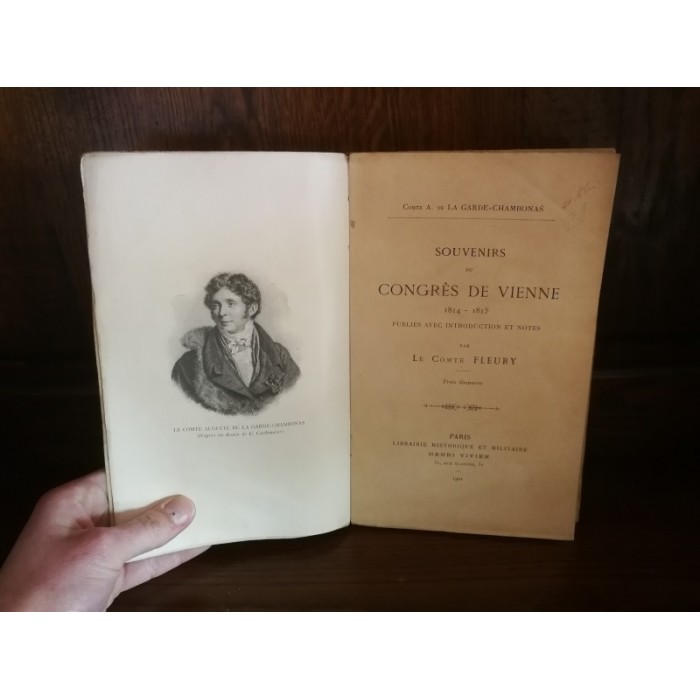 LE COMTE AUGUSTE DE LA GARDE-CHAMBONAS
COMTE A. DE LA GARDE-CHAMBONAS
SOUVENIRS
DU
CONGRÈS DE VIENNE
1814 - 1815
PUBLIÉS AVEC INTRODUCTION ET NOTES
PAR
LE COMTE FLEURY
PARIS
LIBRAIRIE HISTORIQUE ET MILITAIRE
HENRI VIVIEN